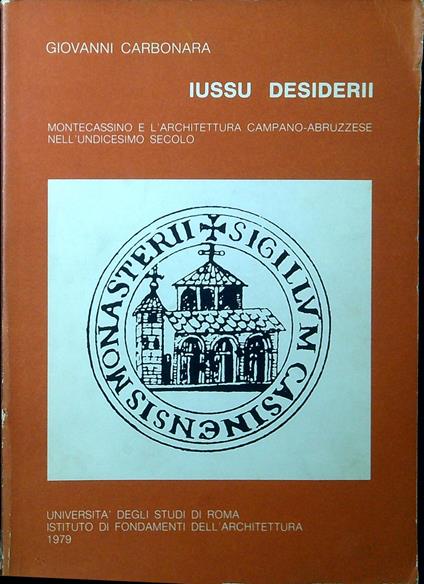 GIOVANNI CARBONARA
IUSSU DESIDERII
MONTECASSINO E L'ARCHITETTURA CAMPANO-ABRUZZESE
NELL'UNDICESIMO SECOLO
✠ SIGILLVM CASINENSIS MONASTERII
UNIVERSITA' DEGLI STUDI DI ROMA
ISTITUTO DI FONDAMENTI DELL'ARCHITETTURA
1979